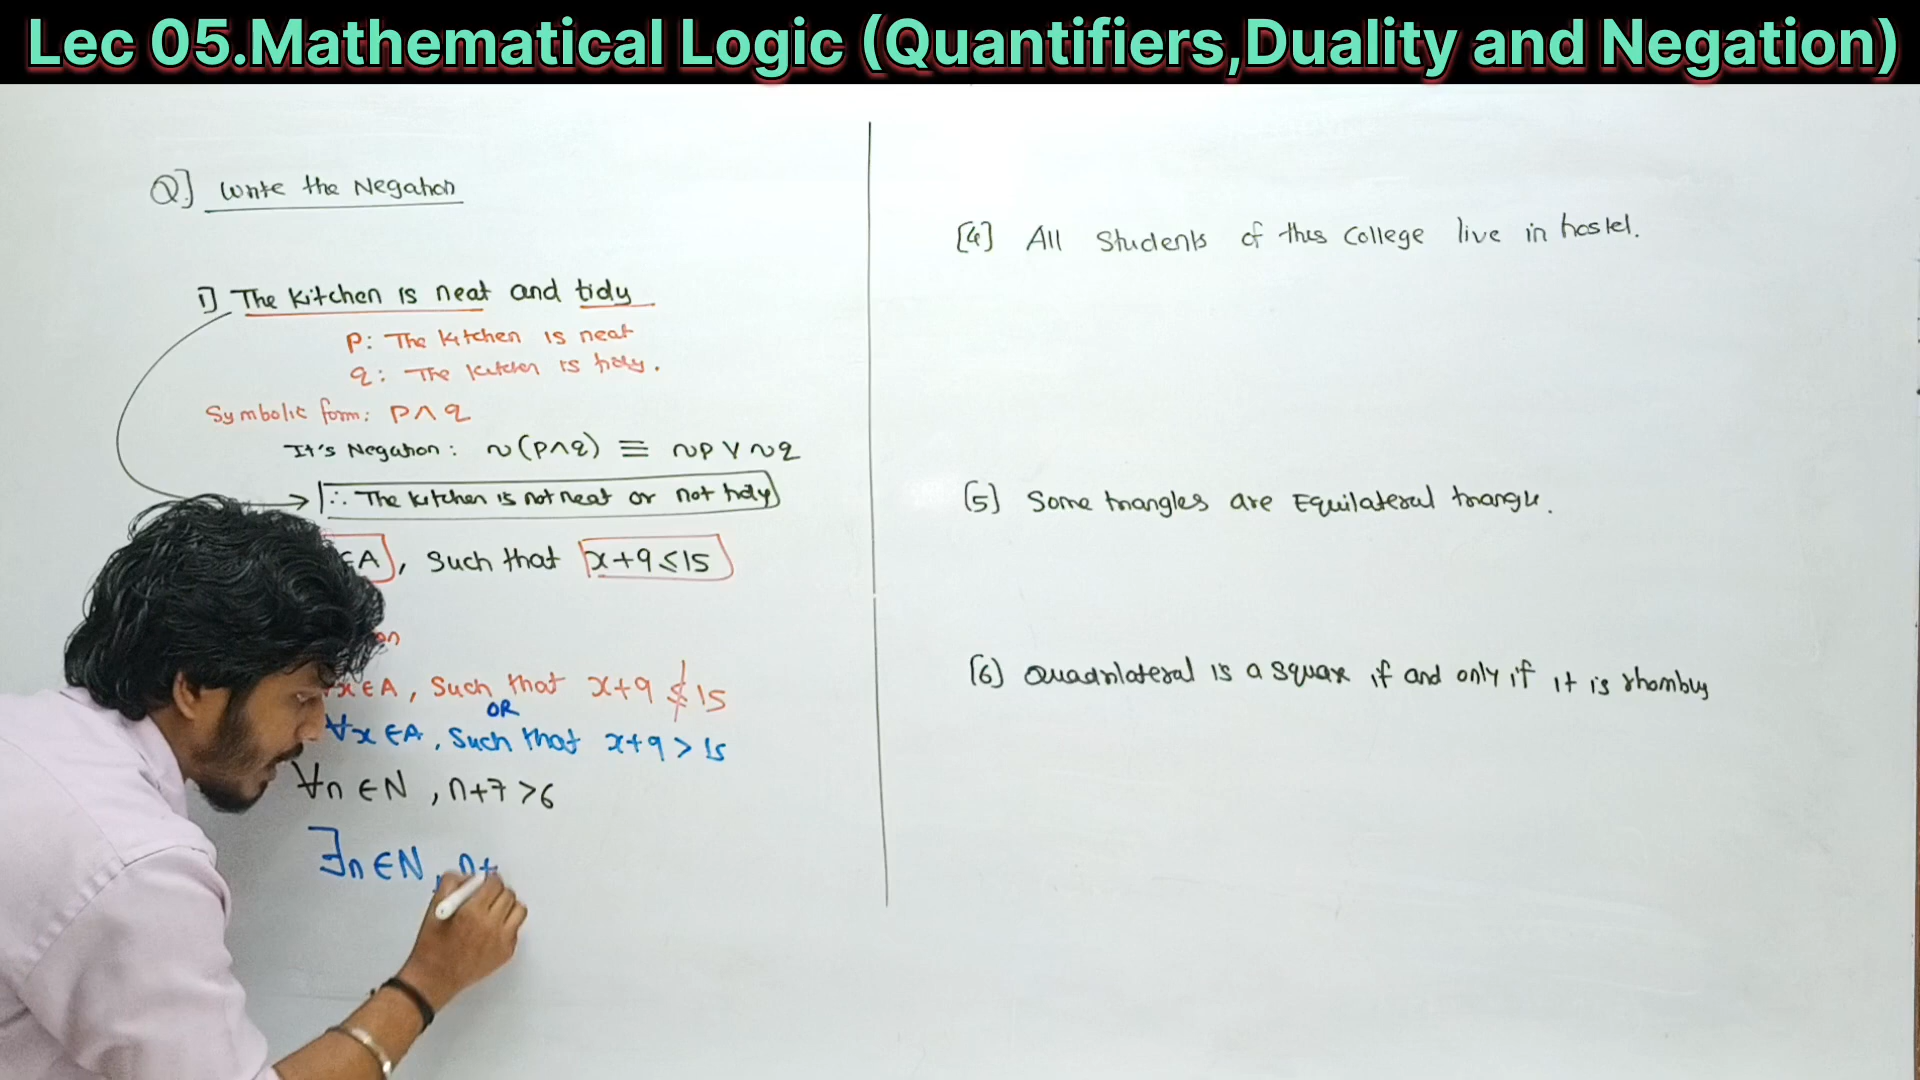 Lec 05.Mathematical Logic (Quantifiers,Duality and Negation)
Q.] Write the Negation
1] The kitchen is neat and tidy
p: The kitchen is neat
q: The kitchen is tidy.
Symbolic form: p∧q
It's Negation: ~(p∧q) ≡ ~p∨~q
∴ The kitchen is not neat or not tidy
∈A, Such that x+9≤15
x∈A, Such that x+9≰15
OR
∀x∈A, Such that x+9>15
∀n∈N, n+7>6
∃n∈N, n+
[4] All Students of this College live in hostel.
[5] Some triangles are Equilateral triangle.
[6] Quadrilateral is a square if and only if it is rhombus